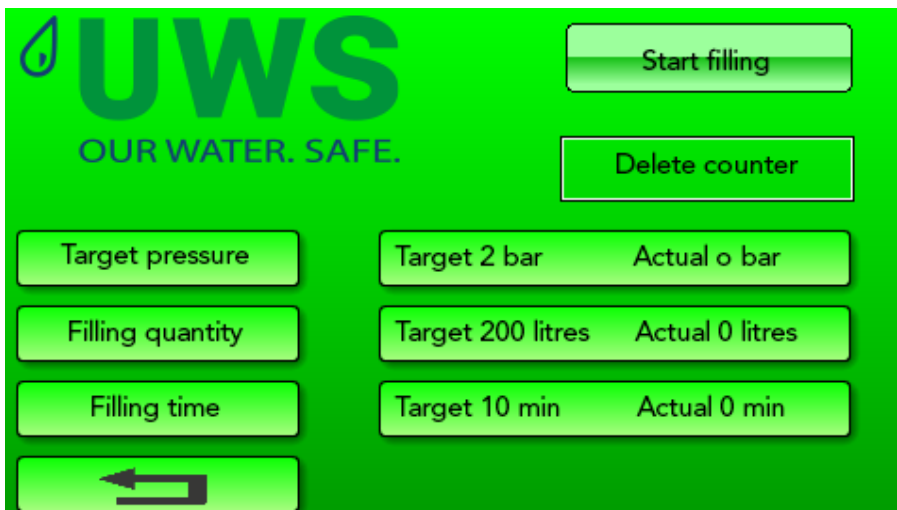 UWS
OUR WATER. SAFE.
Start filling
Delete counter
Target pressure
Target 2 bar Actual o bar
Filling quantity
Target 200 litres Actual 0 litres
Filling time
Target 10 min Actual 0 min